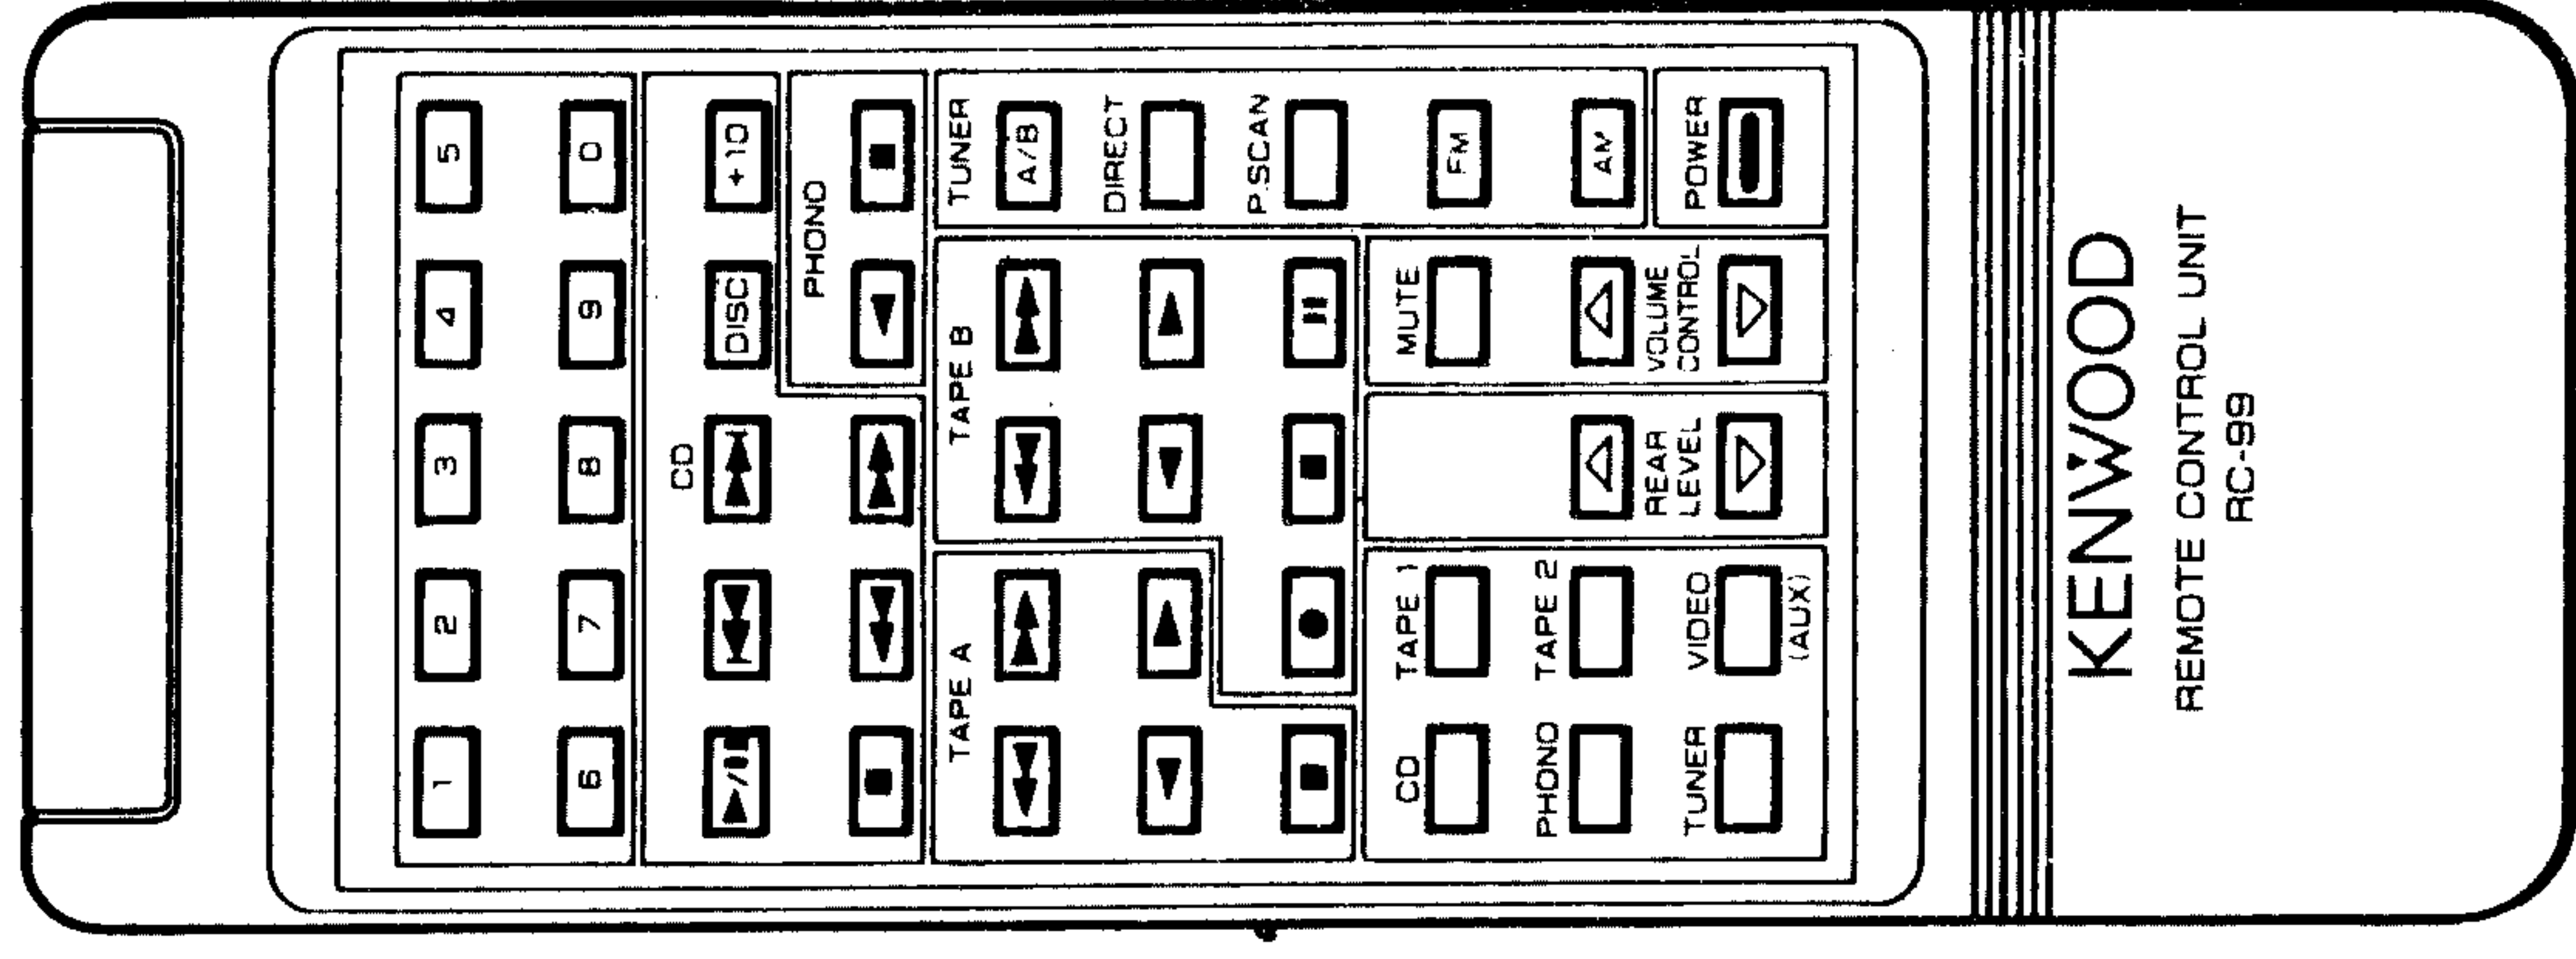 1 2 3 4 5
6 7 8 9 0
CD
DISC +10
PHONO
TAPE A TAPE B TUNER
A/B
DIRECT
P.SCAN
CD TAPE 1 MUTE
FM
PHONO TAPE 2
AM
TUNER VIDEO REAR LEVEL VOLUME CONTROL POWER
(AUX)
KENWOOD
REMOTE CONTROL UNIT
RC-99